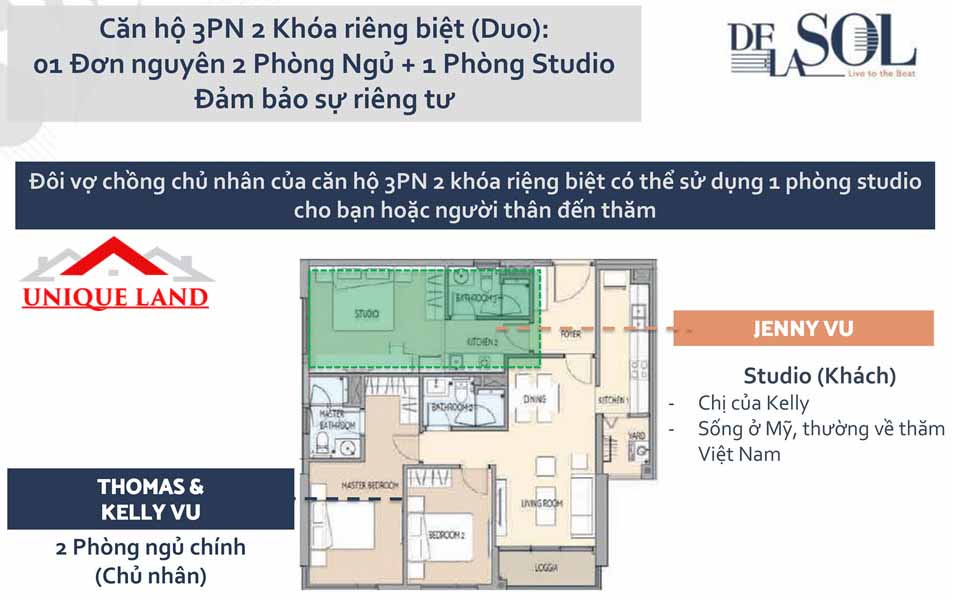 Căn hộ 3PN 2 Khóa riêng biệt (Duo):
01 Đơn nguyên 2 Phòng Ngủ + 1 Phòng Studio
Đảm bảo sự riêng tư
DE LA SOL
Live to the Beat
Đôi vợ chồng chủ nhân của căn hộ 3PN 2 khóa riệng biệt có thể sử dụng 1 phòng studio
cho bạn hoặc người thân đến thăm
UNIQUE LAND
STUDIO
BATHROOM 3
KITCHEN 2
FOYER
JENNY VU
Studio (Khách)
- Chị của Kelly
- Sống ở Mỹ, thường về thăm
Việt Nam
MASTER
BATHROOM
BATHROOM 2
DINING
KITCHEN 1
YARD
MASTER BEDROOM
LIVING ROOM
BEDROOM 2
LOGGIA
THOMAS &
KELLY VU
2 Phòng ngủ chính
(Chủ nhân)